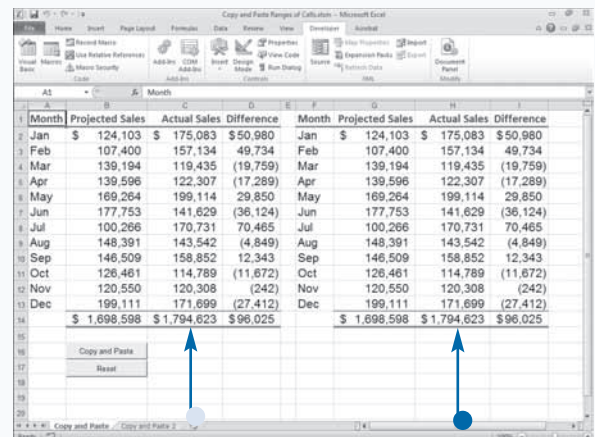 Copy and Paste Ranges of Cells.xlsm - Microsoft Excel
File Home Insert Page Layout Formulas Data Review View Developer Acrobat
Visual Basic Macros Record Macro Use Relative References Macro Security
Add-Ins COM Add-Ins Insert Design Mode Properties View Code Run Dialog
Source Map Properties Expansion Packs Refresh Data Import Export Document Panel
Code Add-Ins Controls XML Modify
A1 fx Month
A B C D E F G H I
1 Month Projected Sales Actual Sales Difference Month Projected Sales Actual Sales Difference
2 Jan $ 124,103 $ 175,083 $50,980 Jan $ 124,103 $ 175,083 $50,980
3 Feb 107,400 157,134 49,734 Feb 107,400 157,134 49,734
4 Mar 139,194 119,435 (19,759) Mar 139,194 119,435 (19,759)
5 Apr 139,596 122,307 (17,289) Apr 139,596 122,307 (17,289)
6 May 169,264 199,114 29,850 May 169,264 199,114 29,850
7 Jun 177,753 141,629 (36,124) Jun 177,753 141,629 (36,124)
8 Jul 100,266 170,731 70,465 Jul 100,266 170,731 70,465
9 Aug 148,391 143,542 (4,849) Aug 148,391 143,542 (4,849)
10 Sep 146,509 158,852 12,343 Sep 146,509 158,852 12,343
11 Oct 126,461 114,789 (11,672) Oct 126,461 114,789 (11,672)
12 Nov 120,550 120,308 (242) Nov 120,550 120,308 (242)
13 Dec 199,111 171,699 (27,412) Dec 199,111 171,699 (27,412)
14 $ 1,698,598 $1,794,623 $96,025 $ 1,698,598 $1,794,623 $96,025
15
16 Copy and Paste
17 Reset
18
19
20
Copy and Paste Copy and Paste 2
Ready